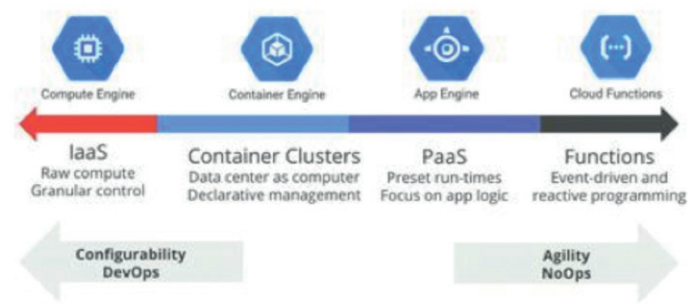 Compute Engine
Container Engine
App Engine
Cloud Functions
IaaS
Raw compute
Granular control
Container Clusters
Data center as computer
Declarative management
PaaS
Preset run-times
Focus on app logic
Functions
Event-driven and
reactive programming
Configurability
DevOps
Agility
NoOps